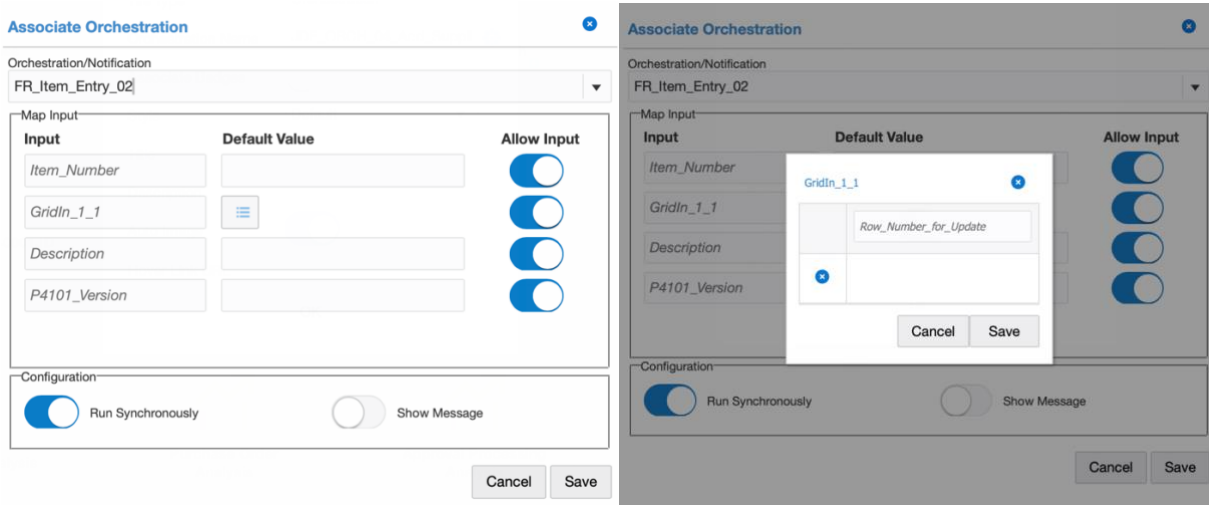 Associate Orchestration
Orchestration/Notification
FR_Item_Entry_02
Map Input
Input Default Value Allow Input
Item_Number
GridIn_1_1
Description
P4101_Version
Configuration
Run Synchronously Show Message
Cancel Save
Associate Orchestration
Orchestration/Notification
FR_Item_Entry_02
Map Input
Input Default Value Allow Input
Item_Number
GridIn_1_1
Description
P4101_Version
GridIn_1_1
Row_Number_for_Update
Cancel Save
Configuration
Run Synchronously Show Message
Cancel Save